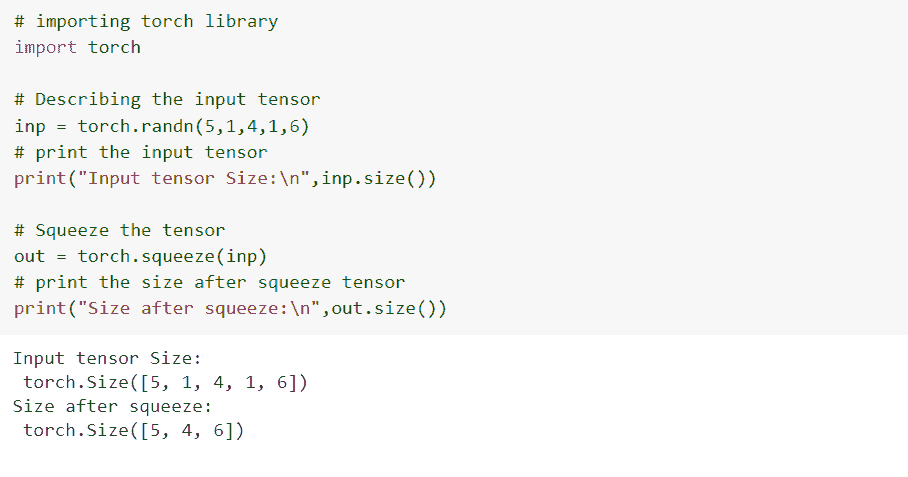 # importing torch library
import torch
# Describing the input tensor
inp = torch.randn(5,1,4,1,6)
# print the input tensor
print("Input tensor Size:\n",inp.size())
# Squeeze the tensor
out = torch.squeeze(inp)
# print the size after squeeze tensor
print("Size after squeeze:\n",out.size())
Input tensor Size:
 torch.Size([5, 1, 4, 1, 6])
Size after squeeze:
 torch.Size([5, 4, 6])